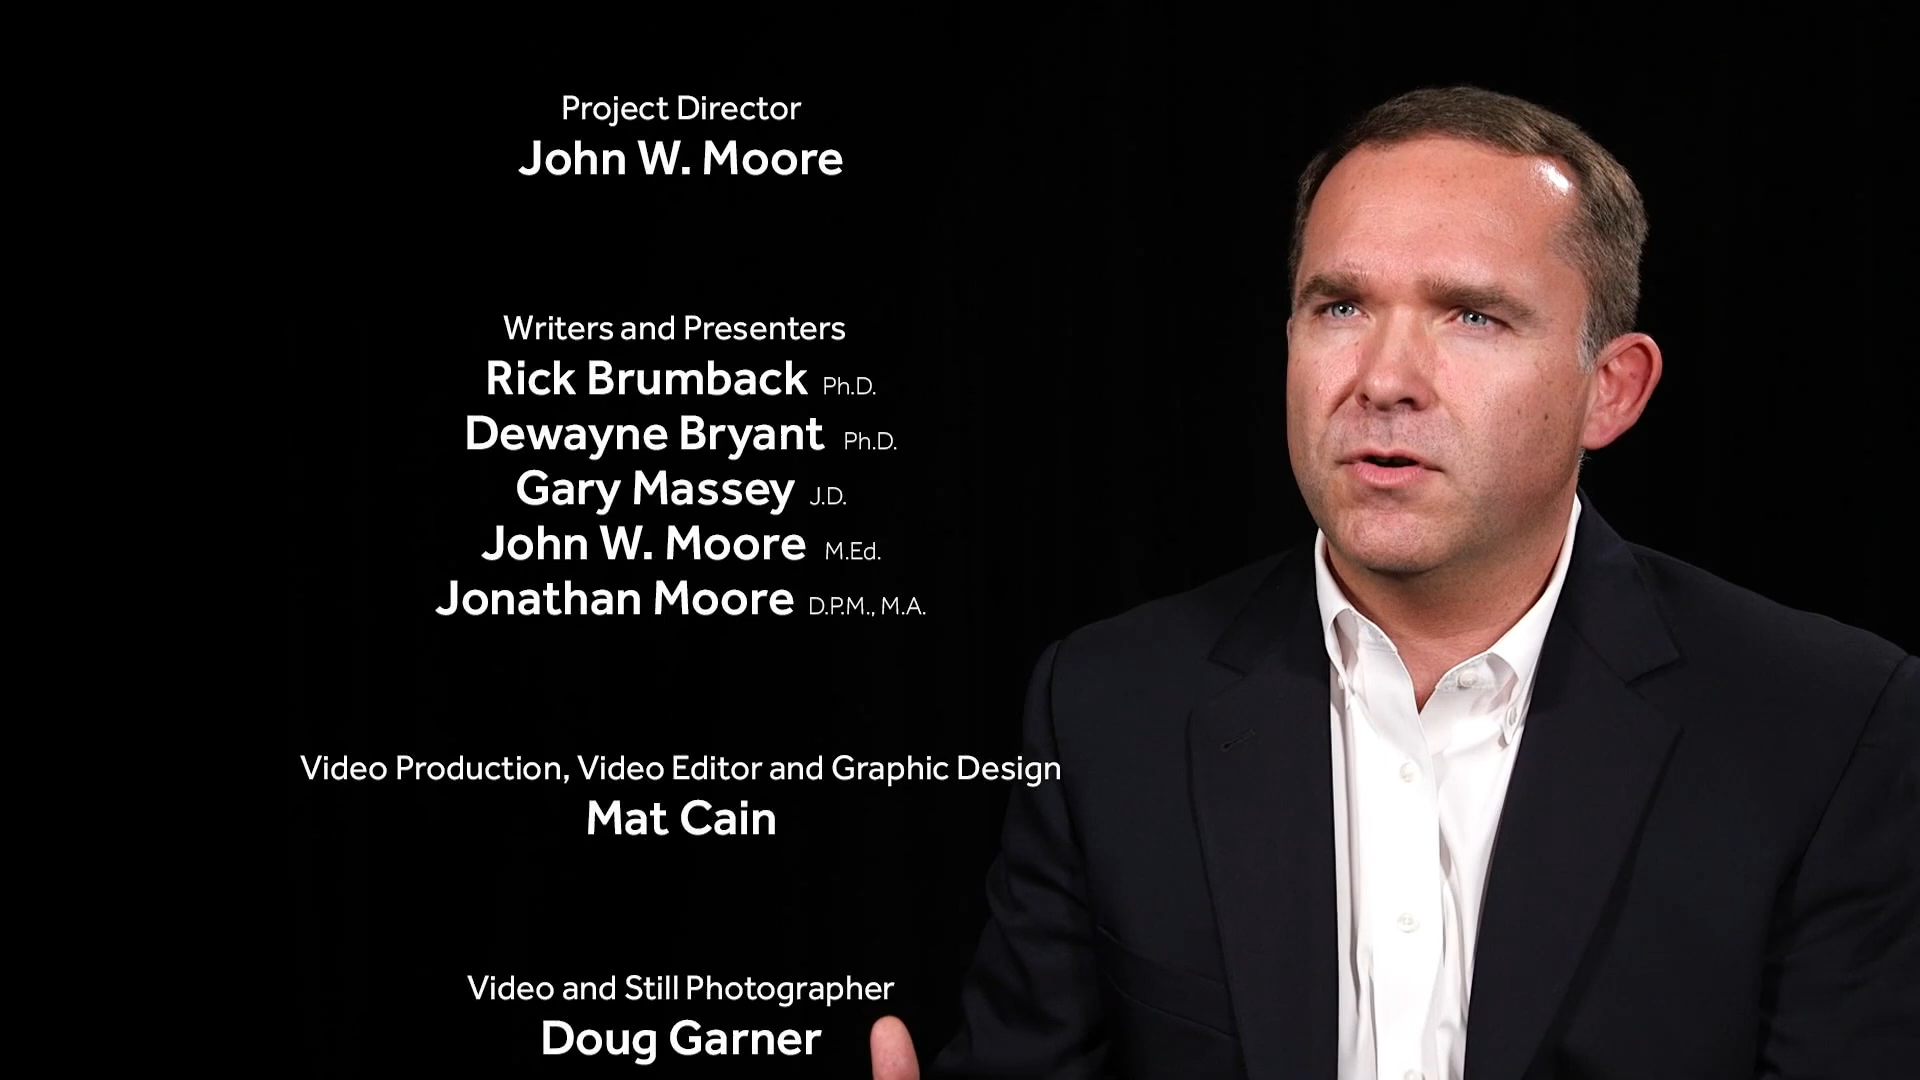 Project Director
John W. Moore
Writers and Presenters
Rick Brumback Ph.D.
Dewayne Bryant Ph.D.
Gary Massey J.D.
John W. Moore M.Ed.
Jonathan Moore D.P.M., M.A.
Video Production, Video Editor and Graphic Design
Mat Cain
Video and Still Photographer
Doug Garner